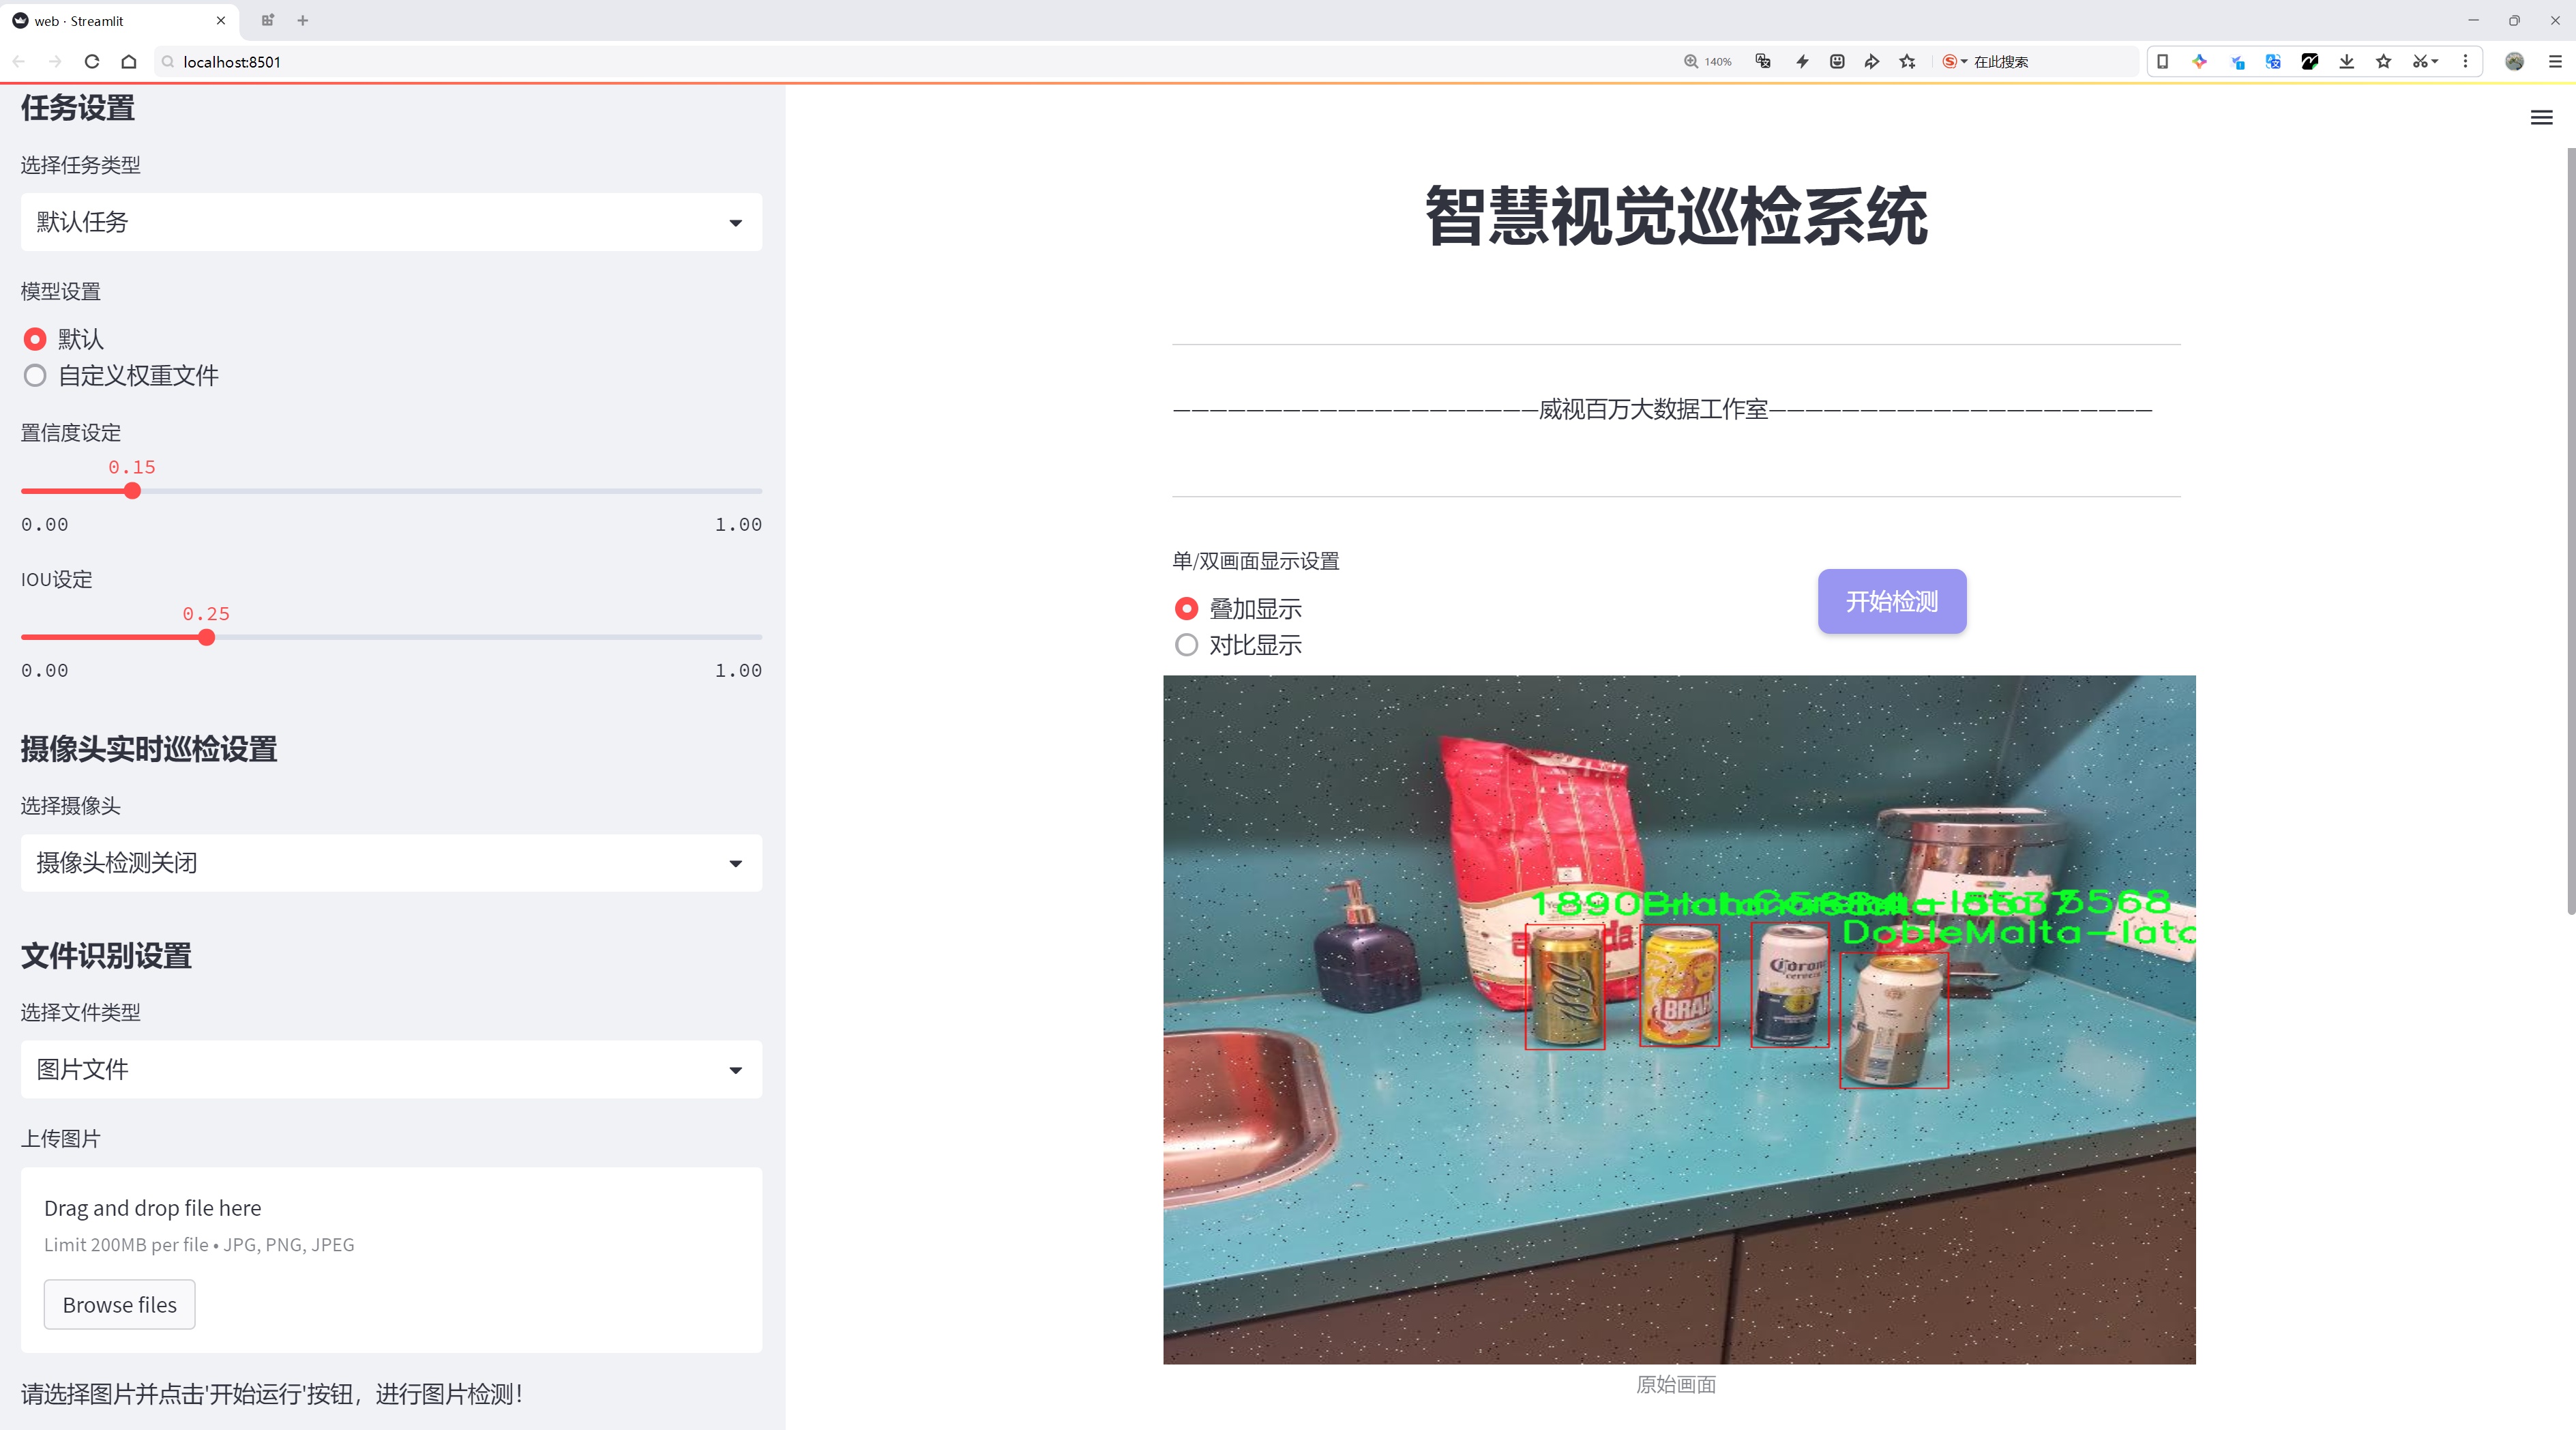 web · Streamlit
localhost:8501
140%
在此搜索
任务设置
选择任务类型
默认任务
模型设置
默认
自定义权重文件
置信度设定
0.15
0.00
1.00
IOU设定
0.25
0.00
1.00
摄像头实时巡检设置
选择摄像头
摄像头检测关闭
文件识别设置
选择文件类型
图片文件
上传图片
Drag and drop file here
Limit 200MB per file • JPG, PNG, JPEG
Browse files
请选择图片并点击'开始运行'按钮，进行图片检测！
智慧视觉巡检系统
————————————————————威视百万大数据工作室—————————————————————
单/双画面显示设置
叠加显示
对比显示
开始检测
DobleMalta-lata
1890
BRAH
Corona
cerveza
原始画面